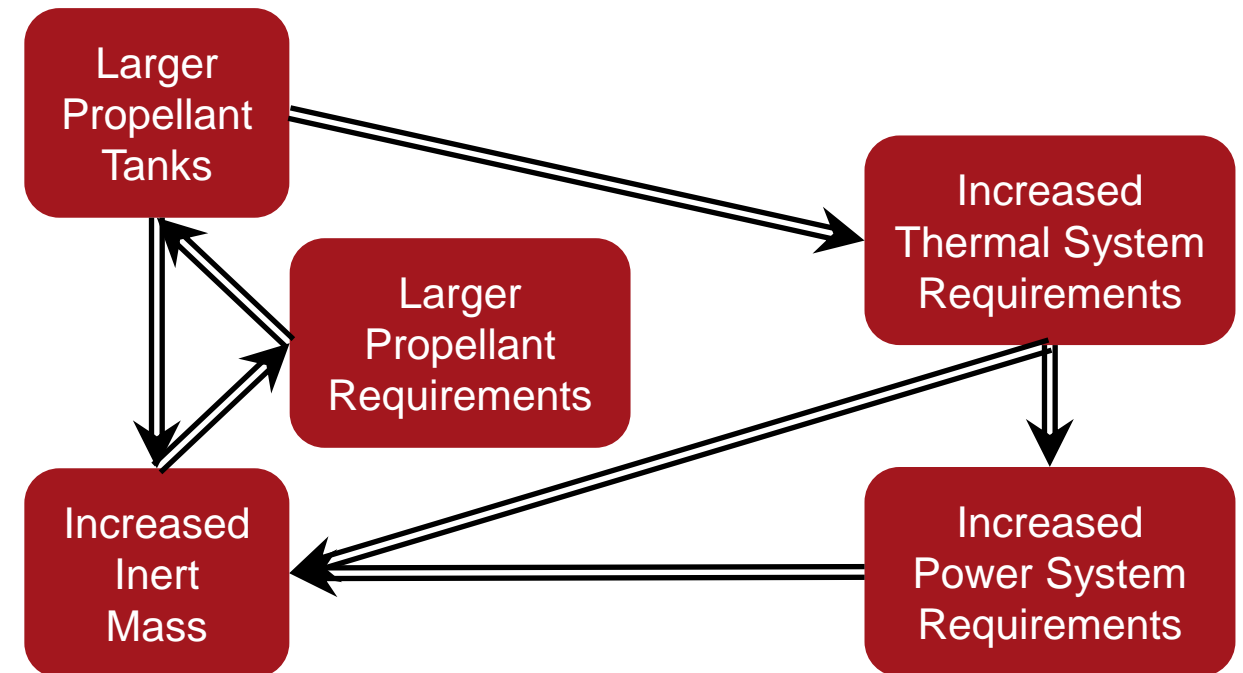 Larger
Propellant
Tanks
Increased
Thermal System
Requirements
Larger
Propellant
Requirements
Increased
Inert
Mass
Increased
Power System
Requirements